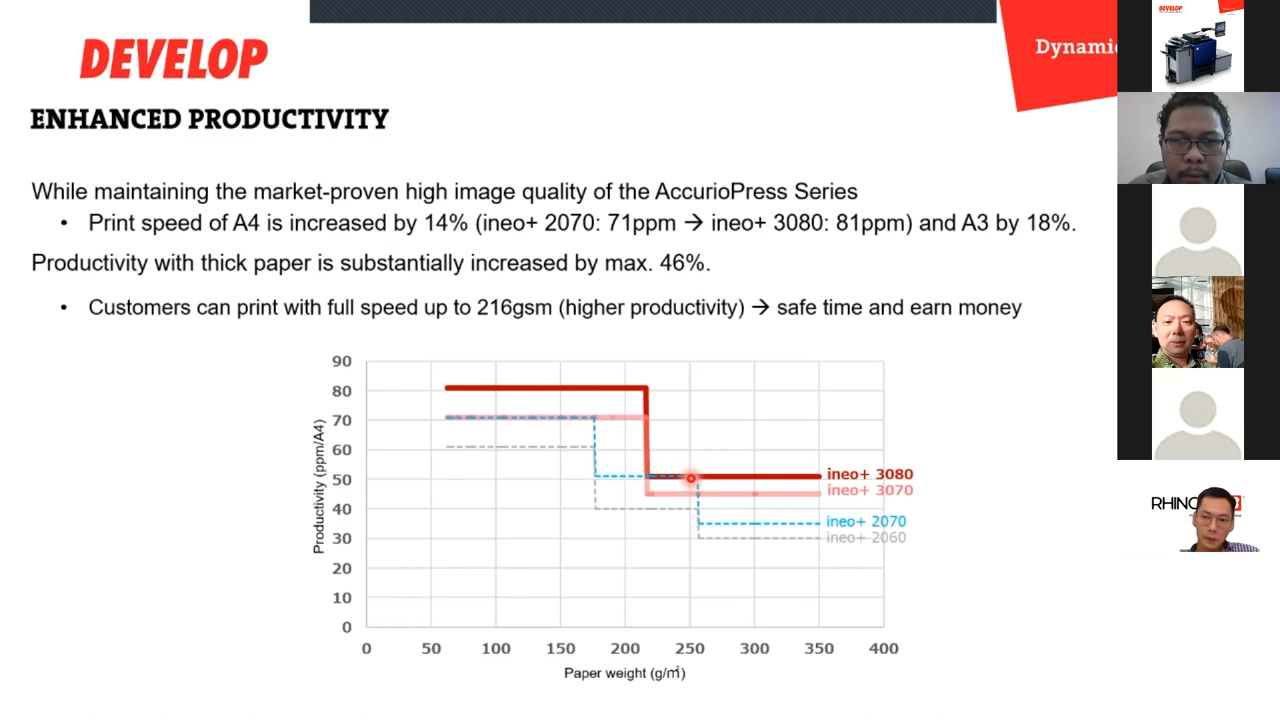 DEVELOP
Dynamic
ENHANCED PRODUCTIVITY
While maintaining the market-proven high image quality of the AccurioPress Series
• Print speed of A4 is increased by 14% (ineo+ 2070: 71ppm → ineo+ 3080: 81ppm) and A3 by 18%.
Productivity with thick paper is substantially increased by max. 46%.
• Customers can print with full speed up to 216gsm (higher productivity) → safe time and earn money
Productivity (ppm/A4)
90
80
70
60
50
40
30
20
10
0
ineo+ 3080
ineo+ 3070
ineo+ 2070
ineo+ 2060
0 50 100 150 200 250 300 350 400
Paper weight (g/㎡)
DEVELOP
RHINO